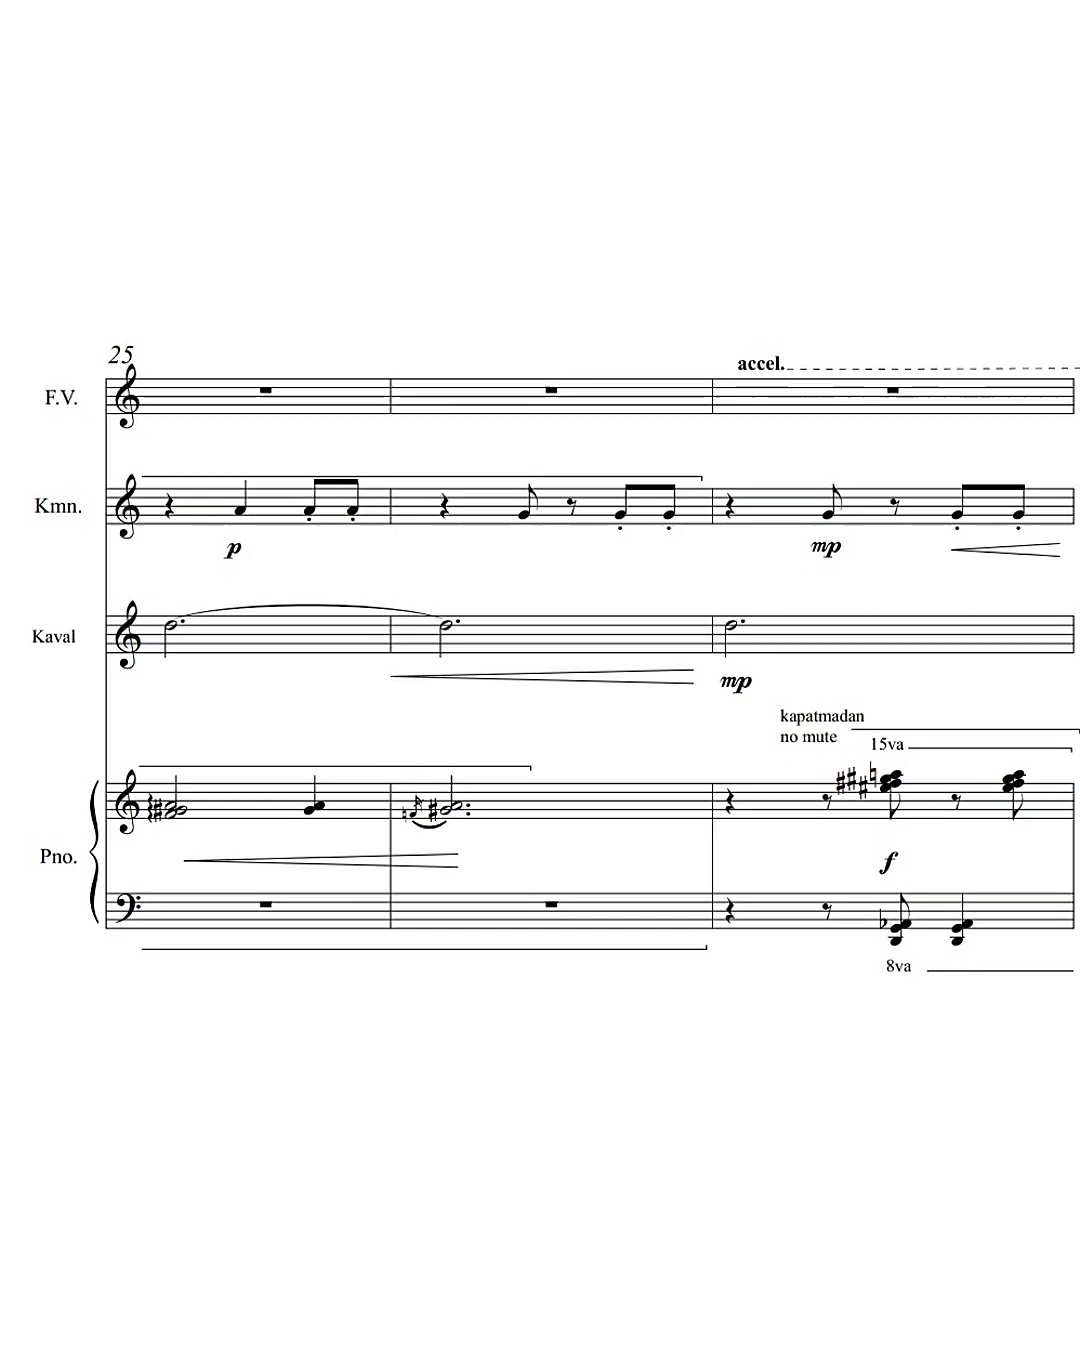 25
accel.
F.V.
Kmn.
p
mp
Kaval
mp
kapatmadan
no mute
15va
Pno.
f
8va